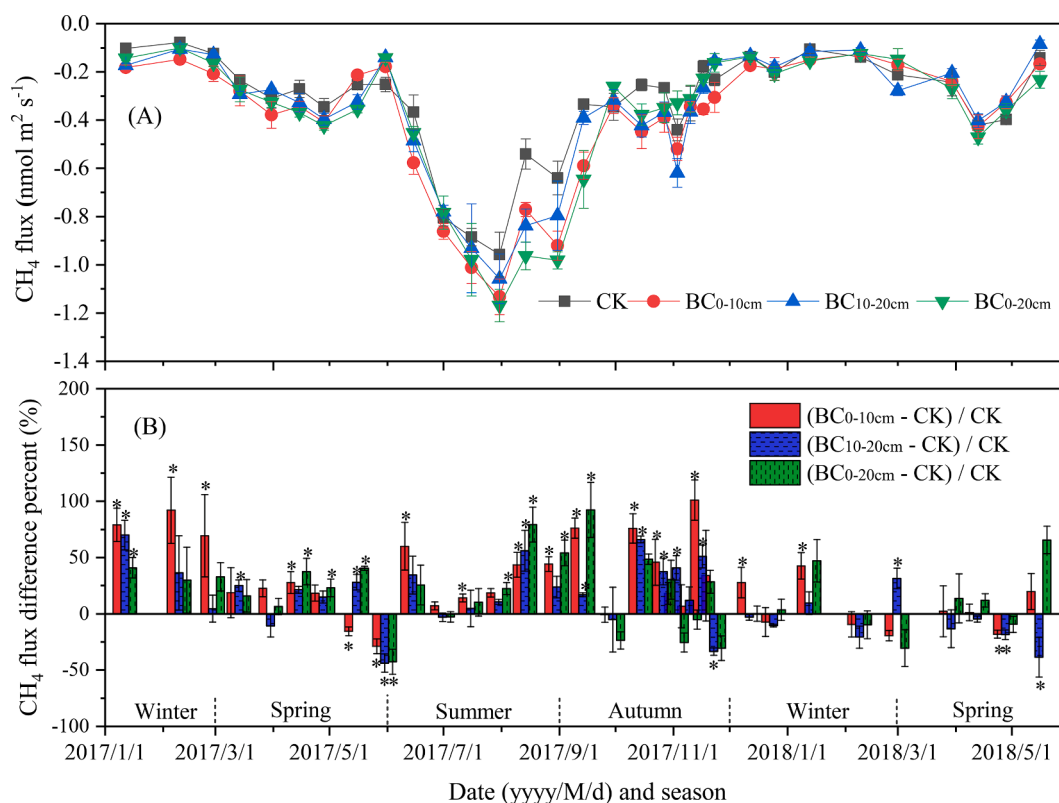 0.0
-0.2
-0.4
-0.6
-0.8
-1.0
-1.2
-1.4
CH₄ flux (nmol m² s⁻¹)
(A)
CK BC0-10cm BC10-20cm BC0-20cm
200
150
100
50
0
-50
-100
CH₄ flux difference percent (%)
(B)
(BC0-10cm - CK) / CK
(BC10-20cm - CK) / CK
(BC0-20cm - CK) / CK
* * * * * * * * * * * * * * * * * * * * * * * * * * * * * * * * * * * * * * * * * * *
Winter Spring Summer Autumn Winter Spring
2017/1/1 2017/3/1 2017/5/1 2017/7/1 2017/9/1 2017/11/1 2018/1/1 2018/3/1 2018/5/1
Date (yyyy/M/d) and season